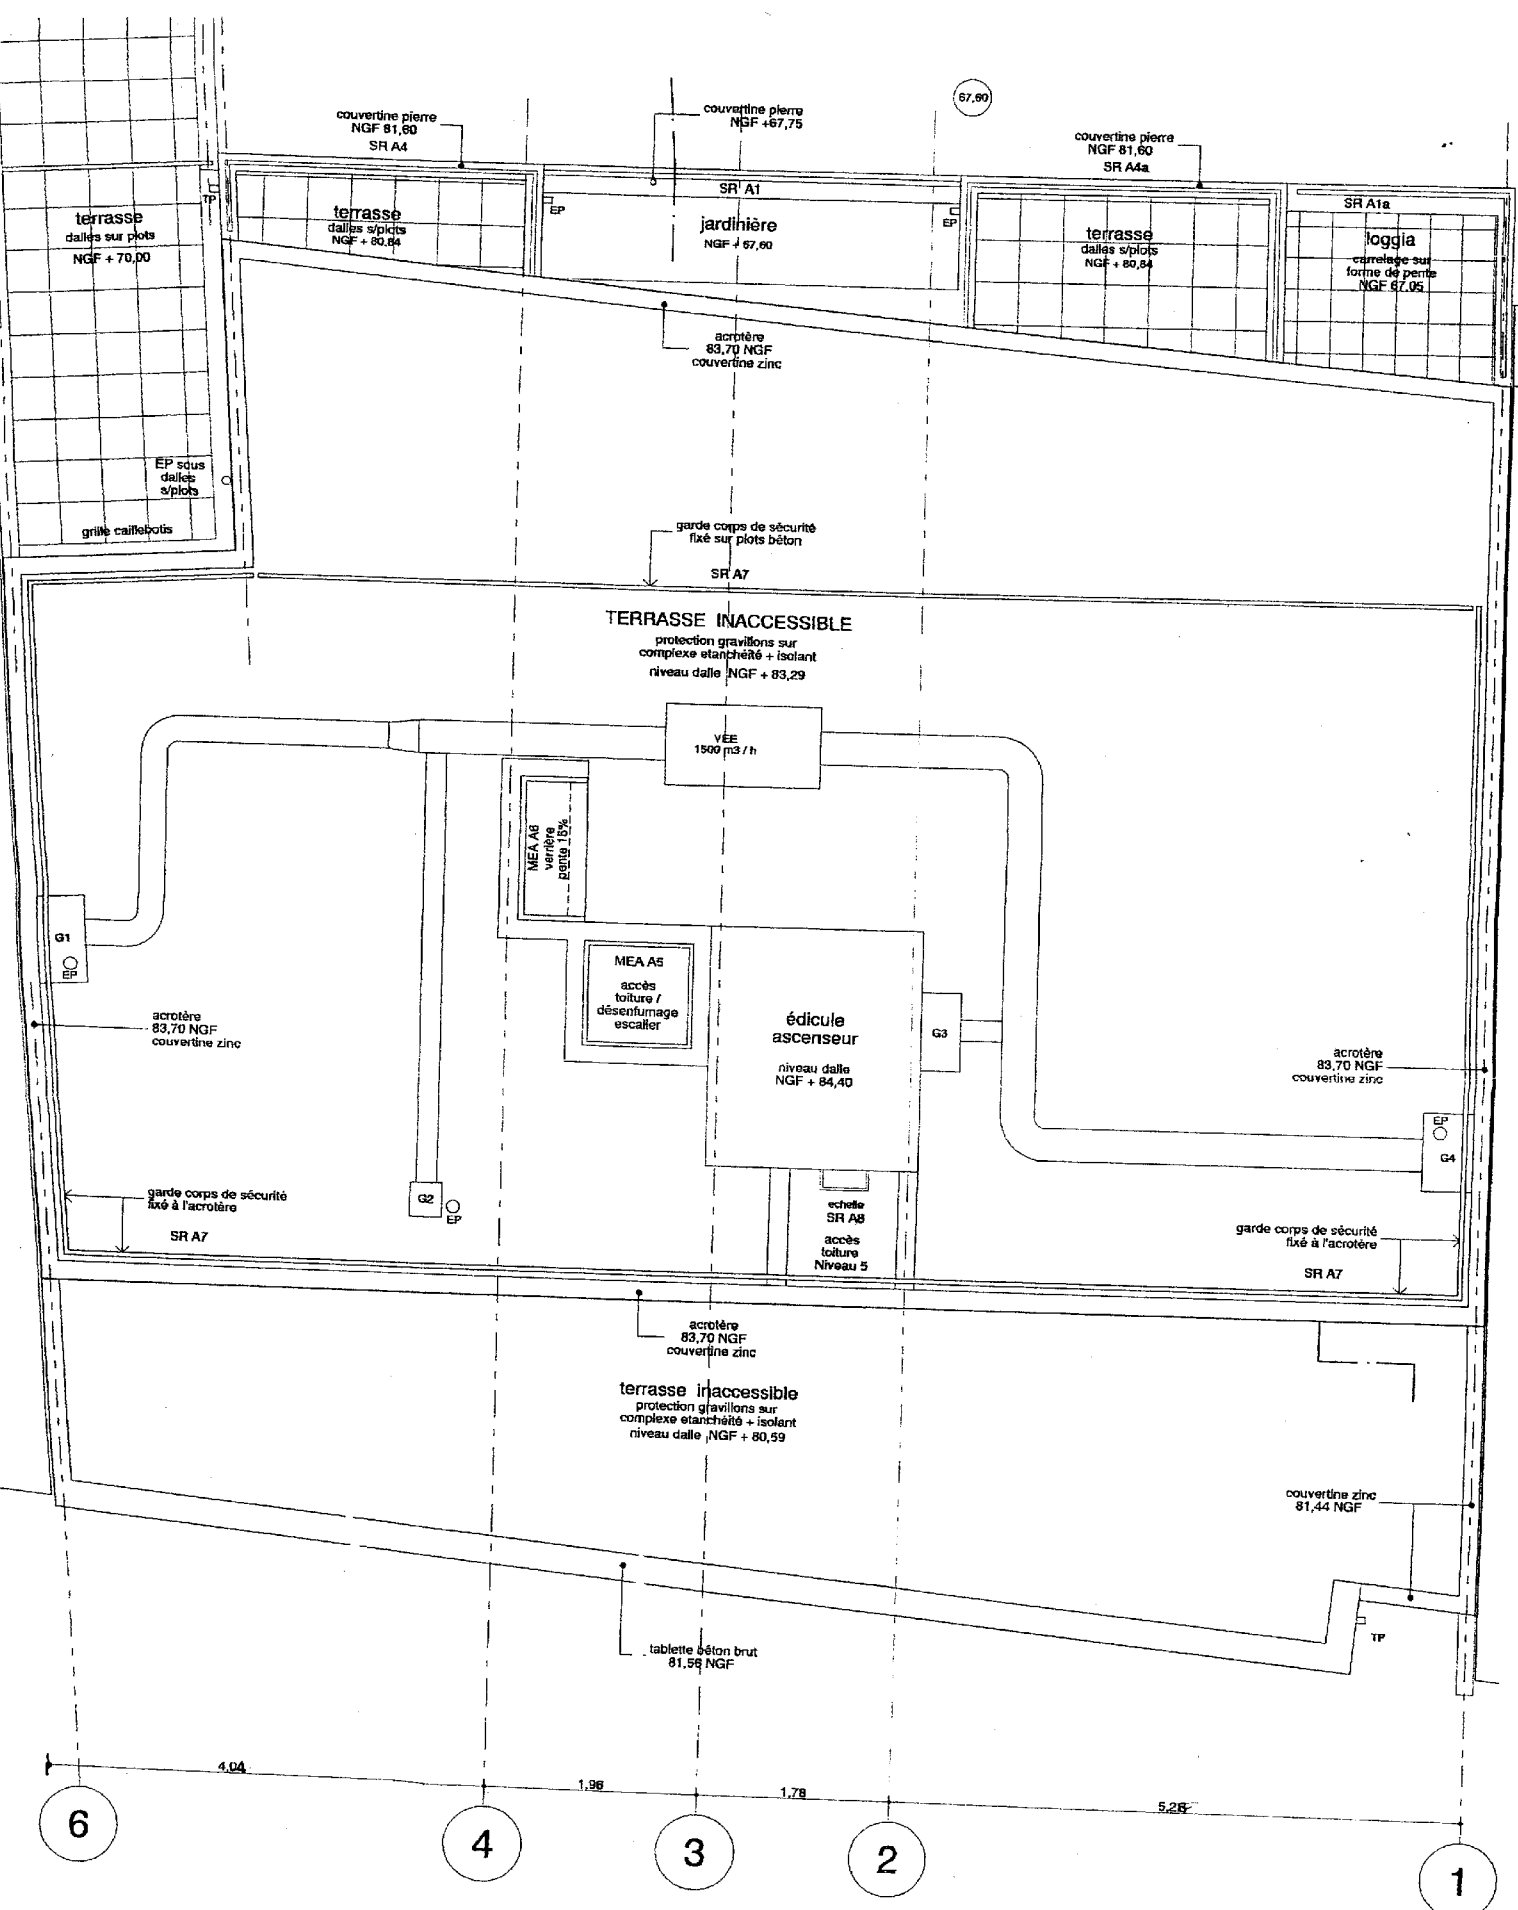 67,60
couvertine pierre
NGF 81,60
SR A4
couvertine pierre
NGF +67,75
couvertine pierre
NGF 81,60
SR A4a
terrasse
dalles sur plots
NGF + 70,00
TP
terrasse
dalles s/plots
NGF + 80,84
EP
SR A1
jardinière
NGF + 67,60
EP
terrasse
dalles s/plots
NGF + 80,84
SR A1a
loggia
carrelage sur
forme de pente
NGF 67.05
acrotère
83,70 NGF
couvertine zinc
EP sous
dalles
s/plots
grille caillebotis
garde corps de sécurité
fixé sur plots béton
SR A7
TERRASSE INACCESSIBLE
protection gravillons sur
complexe etanchéité + isolant
niveau dalle NGF + 83,29
VEE
1500 m3 / h
MEA A6
verrière
pente 15%
G1
EP
MEA A5
accès
toiture /
désenfumage
escalier
édicule
ascenseur
niveau dalle
NGF + 84,40
G3
acrotère
83,70 NGF
couvertine zinc
acrotère
83,70 NGF
couvertine zinc
EP
G4
garde corps de sécurité
fixé à l'acrotère
SR A7
G2
EP
echelle
SR A8
accès
toiture
Niveau 5
garde corps de sécurité
fixé à l'acrotère
SR A7
acrotère
83,70 NGF
couvertine zinc
terrasse inaccessible
protection gravillons sur
complexe etanchéité + isolant
niveau dalle NGF + 80,59
couvertine zinc
81,44 NGF
TP
tablette béton brut
81,56 NGF
4,04
1,96
1,78
6
4
3
2
1